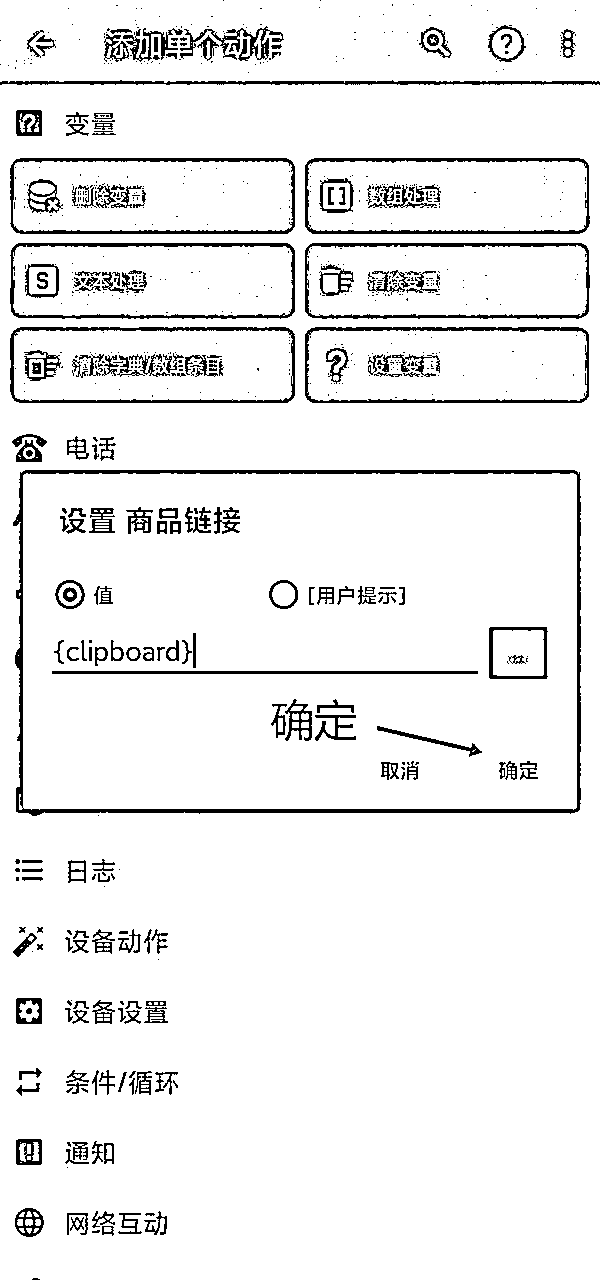 添加单个动作
变量
删除变量
数组处理
文本处理
清除变量
清除字典/数组条目
设置变量
电话
设置 商品链接
值
[用户提示]
{clipboard}
确定
取消
确定
日志
设备动作
设备设置
条件/循环
通知
网络互动